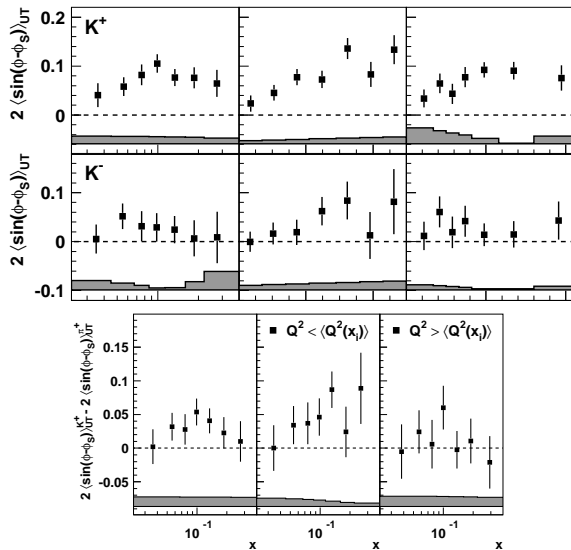 2 ⟨sin(ϕ-ϕS)⟩UT
0.2
0.1
0
K+
2 ⟨sin(ϕ-ϕS)⟩UT
0.1
0
-0.1
K-
2 ⟨sin(ϕ-ϕS)⟩K+UT - 2 ⟨sin(ϕ-ϕS)⟩π+UT
0.15
0.1
0.05
0
-0.05
Q2 < ⟨Q2(xi)⟩
Q2 > ⟨Q2(xi)⟩
10-1 10-1 10-1
x x x